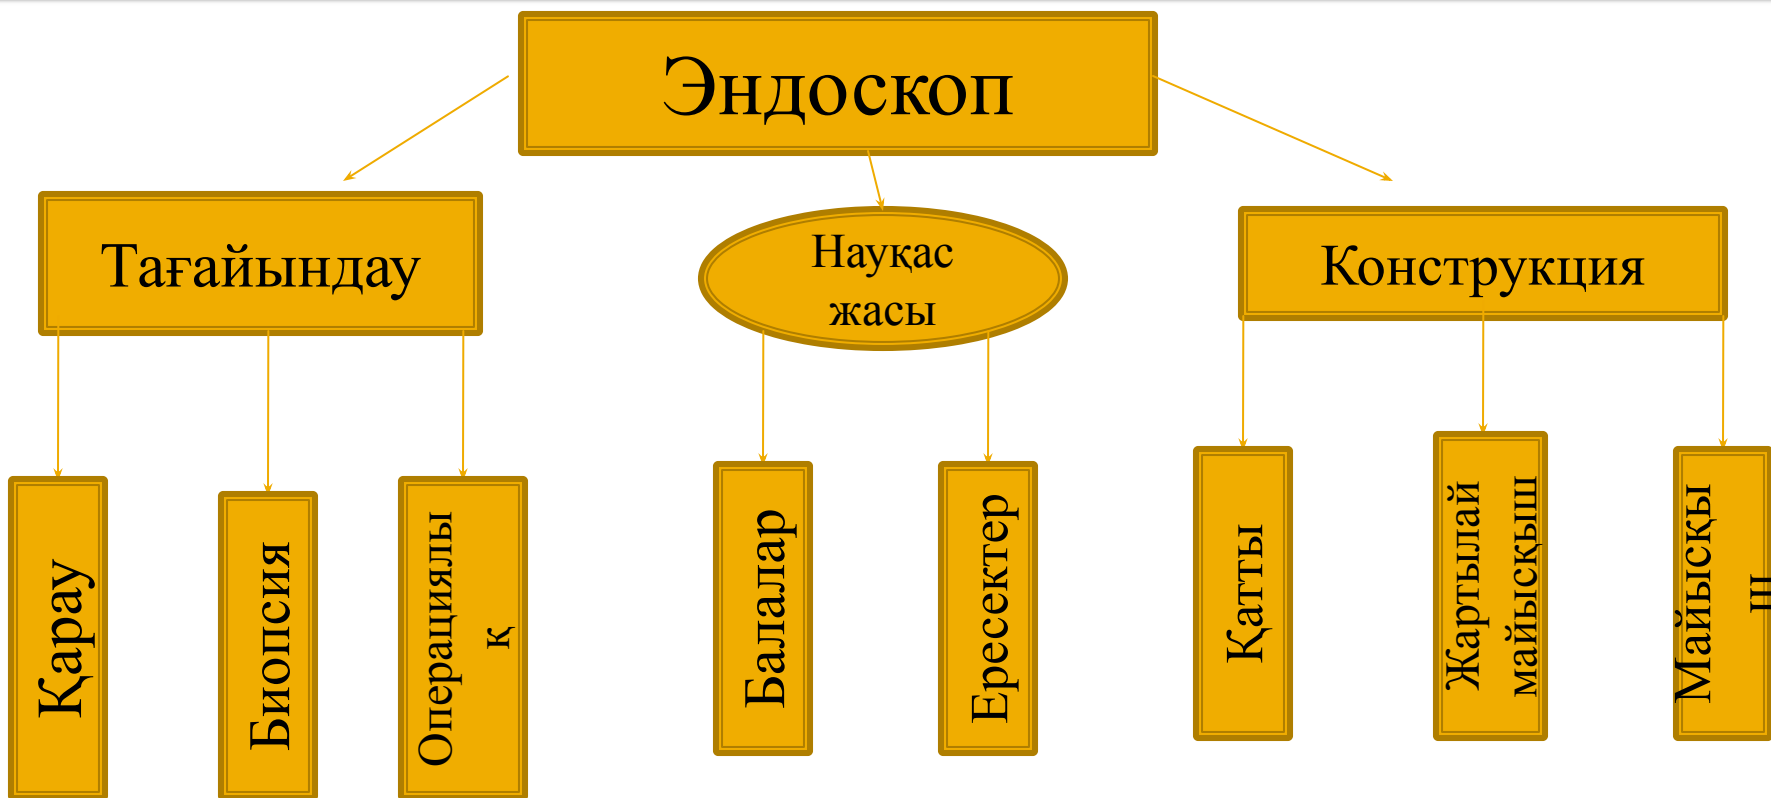 Эндоскоп
Тағайындау
Науқас
жасы
Конструкция
Қарау
Биопсия
Операциялы
қ
Балалар
Ересектер
Қатты
Жартылай
майысқыш
Майысқы
ш